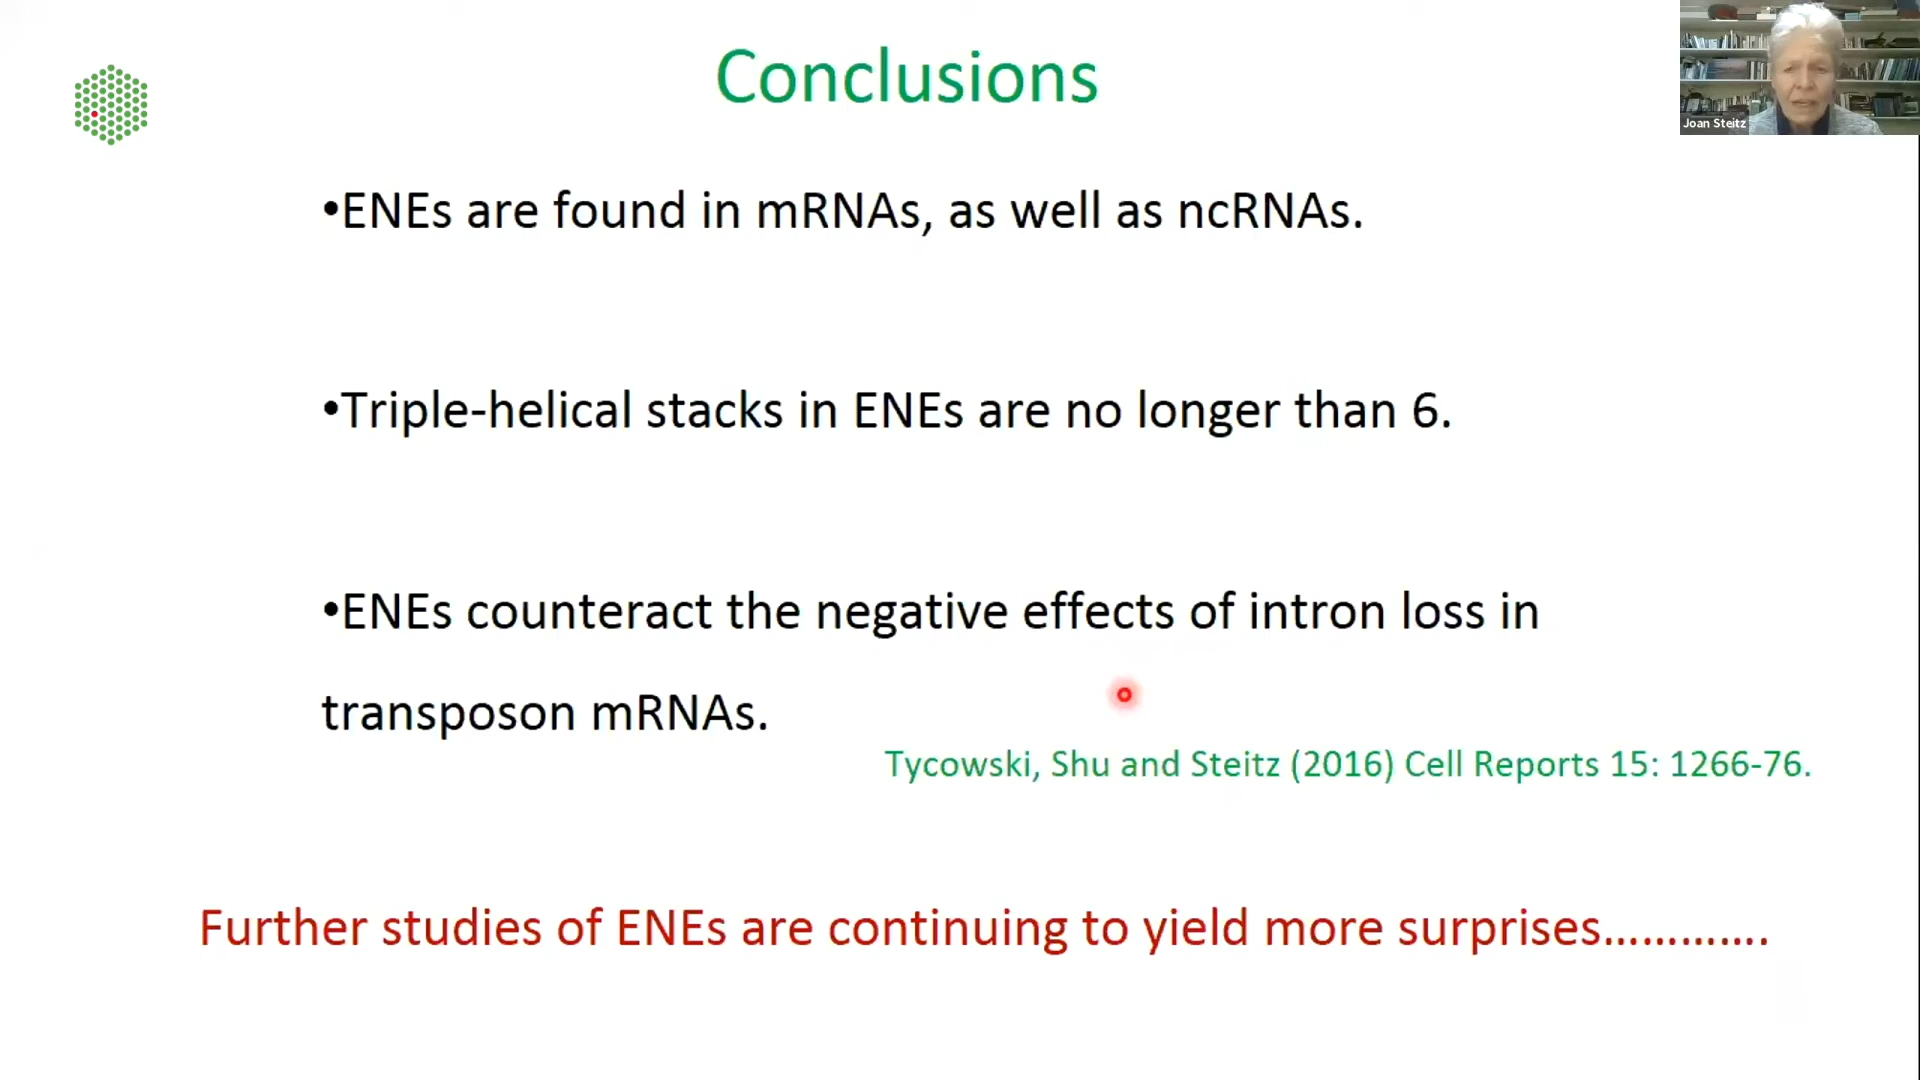 Conclusions
Joan Steitz
•ENEs are found in mRNAs, as well as ncRNAs.
•Triple-helical stacks in ENEs are no longer than 6.
•ENEs counteract the negative effects of intron loss in
transposon mRNAs.
Tycowski, Shu and Steitz (2016) Cell Reports 15: 1266-76.
Further studies of ENEs are continuing to yield more surprises.............